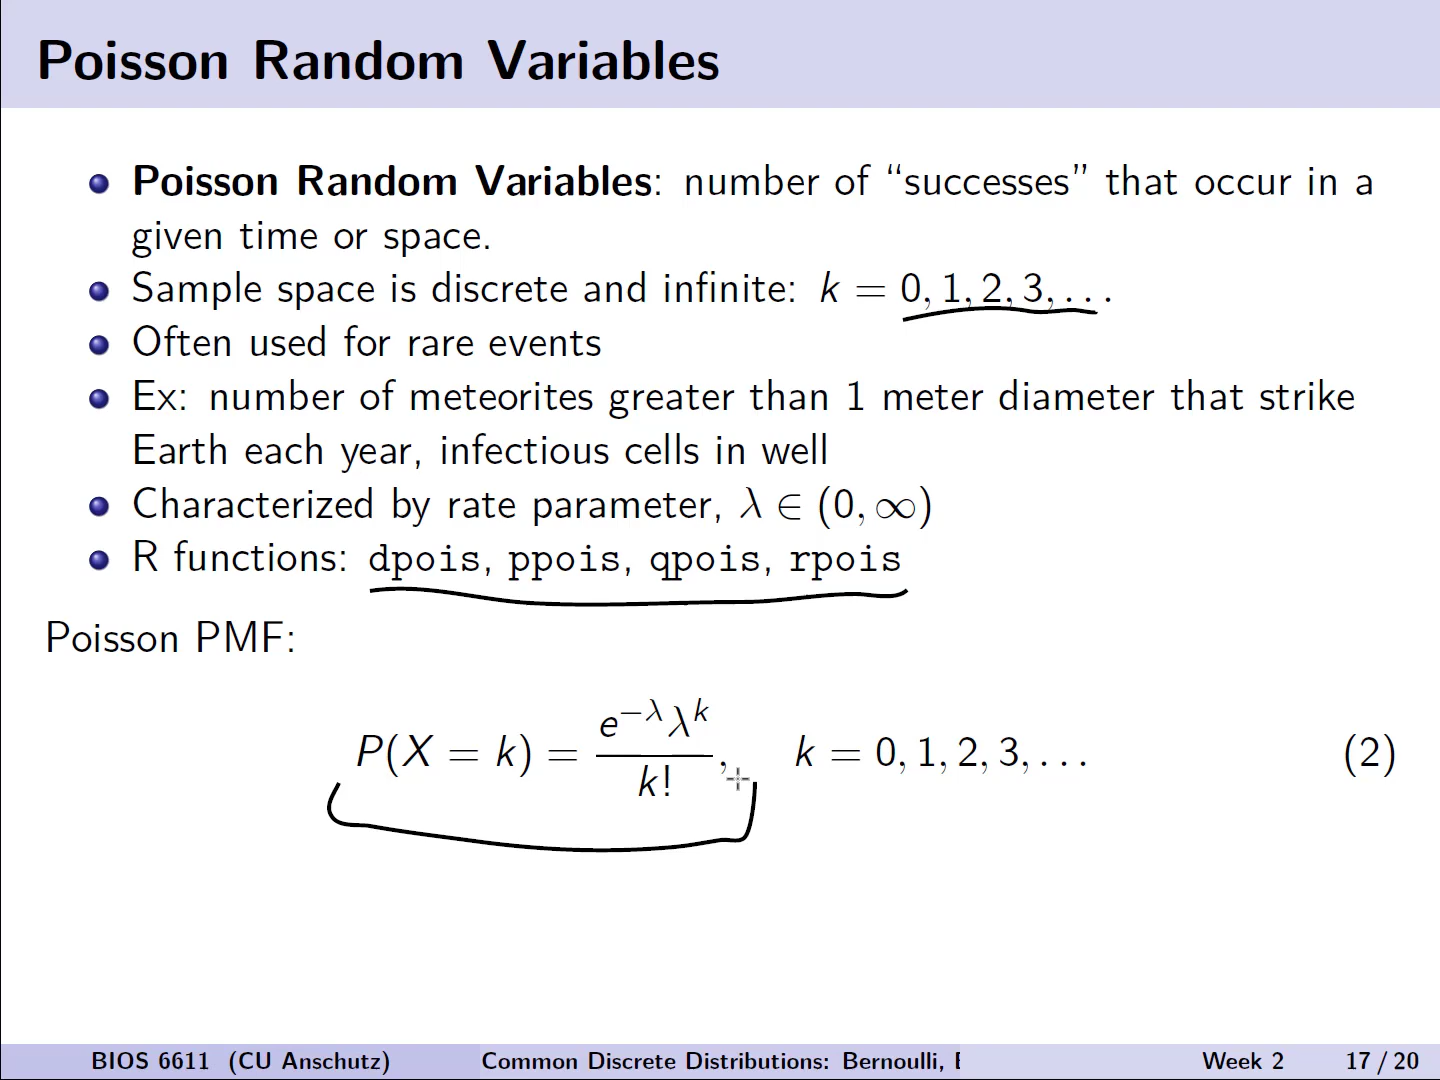 Poisson Random Variables
Poisson Random Variables: number of “successes” that occur in a
given time or space.
Sample space is discrete and infinite: k = 0, 1, 2, 3, . . .
Often used for rare events
Ex: number of meteorites greater than 1 meter diameter that strike
Earth each year, infectious cells in well
Characterized by rate parameter, λ ∈ (0, ∞)
R functions: dpois, ppois, qpois, rpois
Poisson PMF:
P(X = k) = \frac{e^{-λ} λ^k}{k!}, k = 0, 1, 2, 3, . . . (2)
BIOS 6611 (CU Anschutz) Common Discrete Distributions: Bernoulli, Week 2 17 / 20